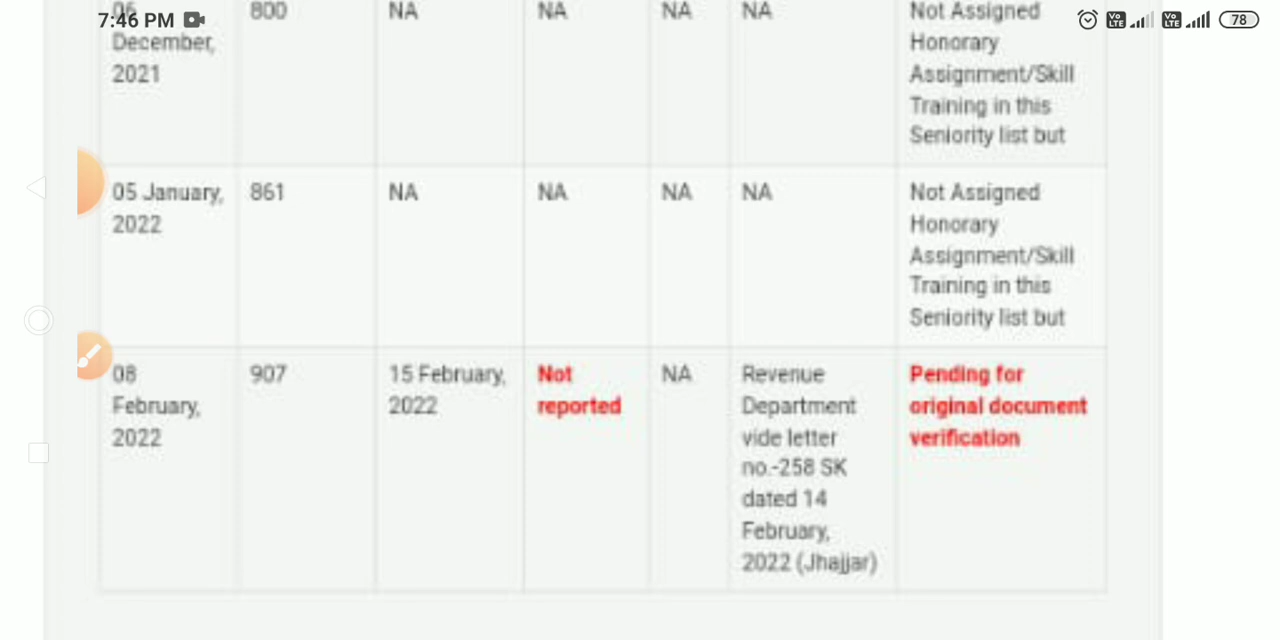 7:46 PM
78
06
December,
2021
800
NA
NA
NA
NA
Not Assigned
Honorary
Assignment/Skill
Training in this
Seniority list but
05 January,
2022
861
NA
NA
NA
NA
Not Assigned
Honorary
Assignment/Skill
Training in this
Seniority list but
08
February,
2022
907
15 February,
2022
Not
reported
NA
Revenue
Department
vide letter
no.-258 SK
dated 14
February,
2022 (Jhajjar)
Pending for
original document
verification